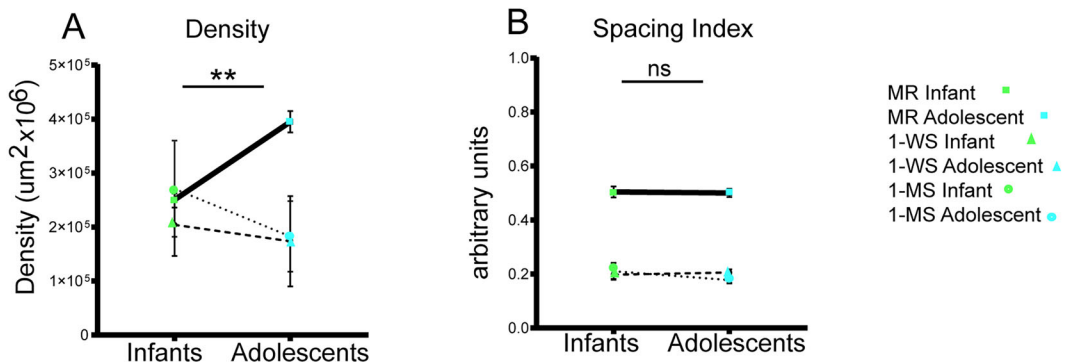 A
Density
Density (um² x10⁶)
5×10⁵
4×10⁵
3×10⁵
2×10⁵
1×10⁵
0
**
Infants Adolescents
B
Spacing Index
arbitrary units
1.0
0.8
0.6
0.4
0.2
0.0
ns
Infants Adolescents
MR Infant
MR Adolescent
1-WS Infant
1-WS Adolescent
1-MS Infant
1-MS Adolescent